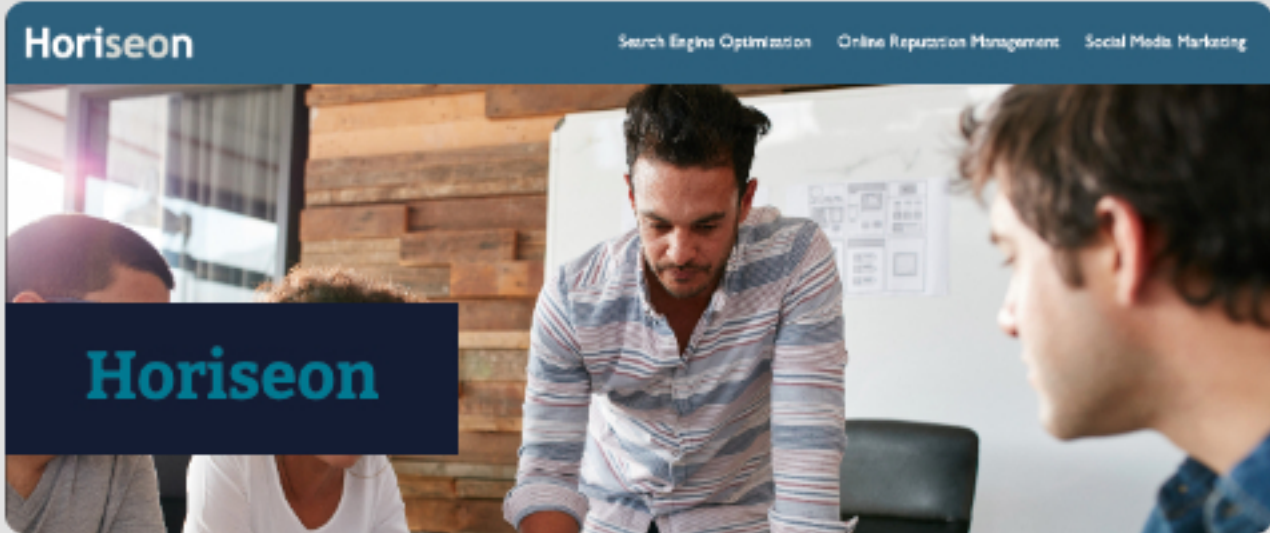 Horiseon
Search Engine Optimization Online Reputation Management Social Media Marketing
Horiseon